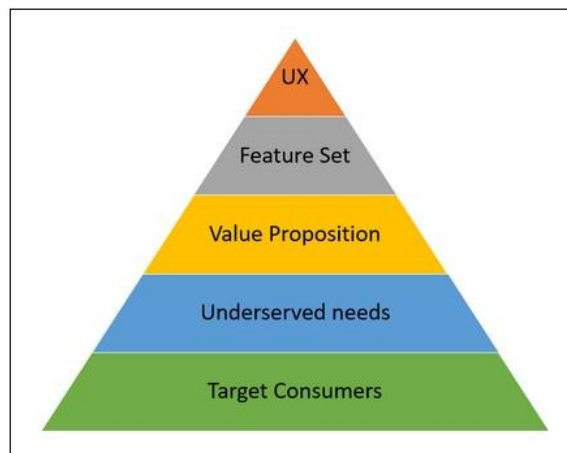 UX
Feature Set
Value Proposition
Underserved needs
Target Consumers